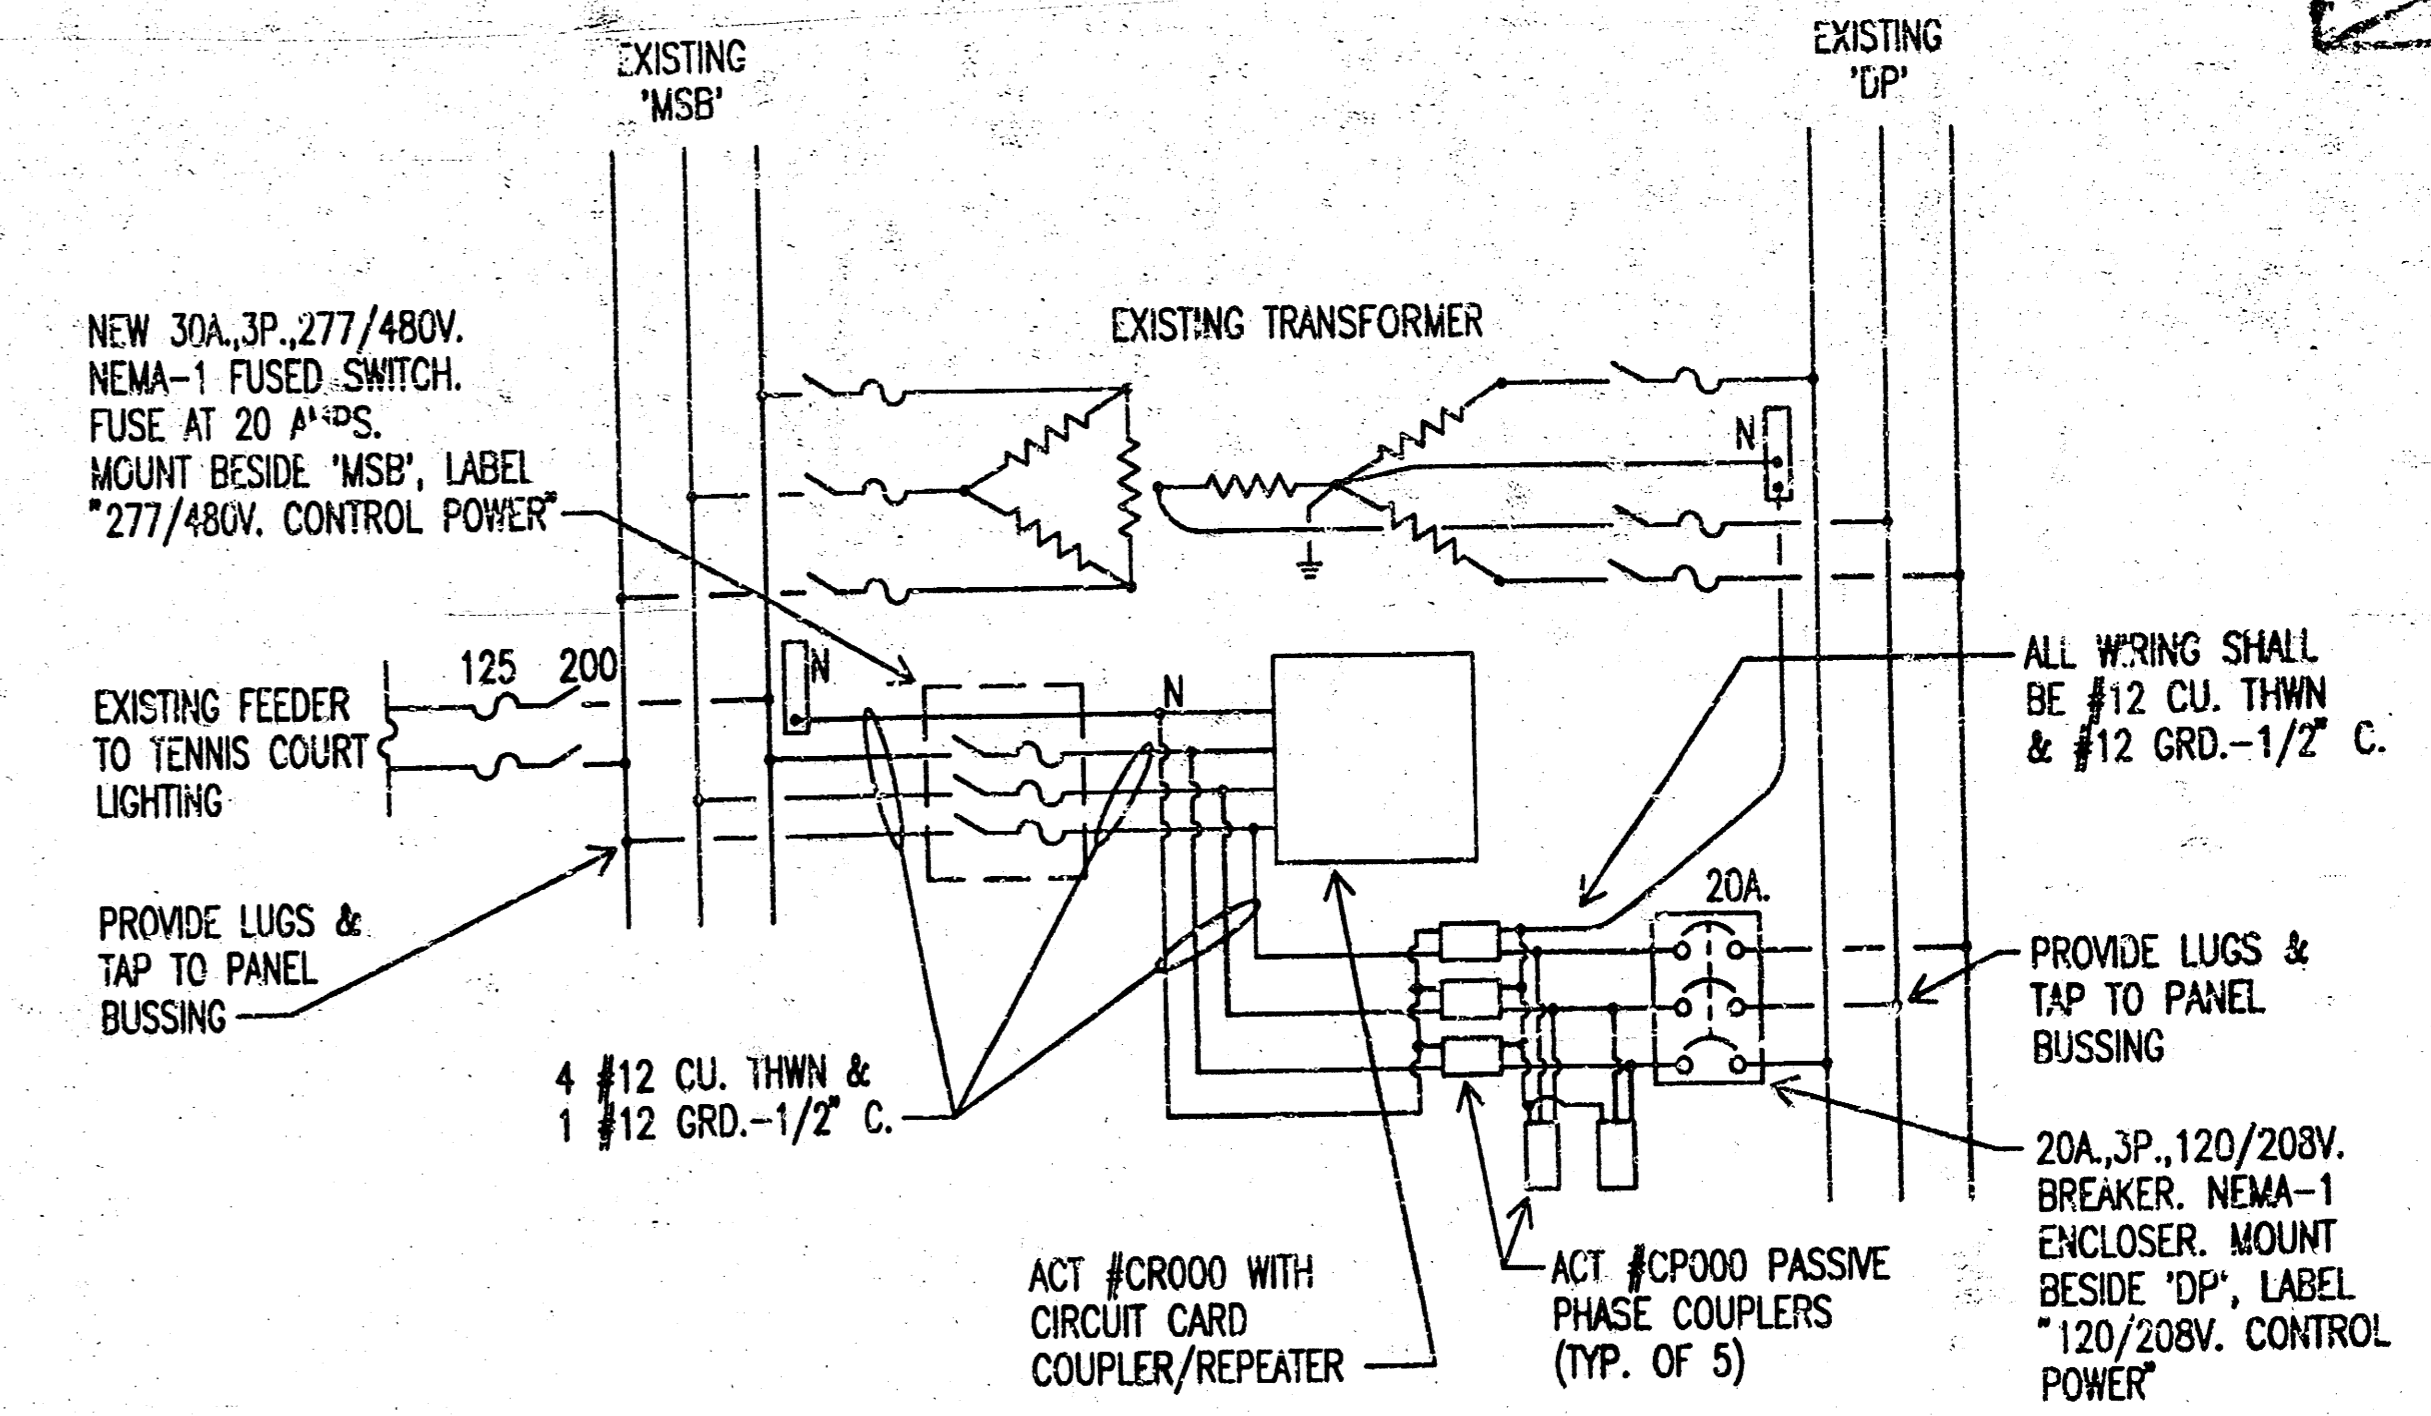 EXISTING
'MSB'
EXISTING
'DP'
NEW 30A.,3P.,277/480V.
NEMA-1 FUSED SWITCH.
FUSE AT 20 AMPS.
MOUNT BESIDE 'MSB', LABEL
"277/480V. CONTROL POWER"
EXISTING TRANSFORMER
N
125 200
EXISTING FEEDER
TO TENNIS COURT
LIGHTING
N
N
ALL WIRING SHALL
BE #12 CU. THWN
& #12 GRD.-1/2" C.
20A.
PROVIDE LUGS &
TAP TO PANEL
BUSSING
PROVIDE LUGS &
TAP TO PANEL
BUSSING
4 #12 CU. THWN &
1 #12 GRD.-1/2" C.
20A.,3P.,120/208V.
BREAKER. NEMA-1
ENCLOSER. MOUNT
BESIDE 'DP', LABEL
"120/208V. CONTROL
POWER"
ACT #CR000 WITH
CIRCUIT CARD
COUPLER/REPEATER
ACT #CP000 PASSIVE
PHASE COUPLERS
(TYP. OF 5)